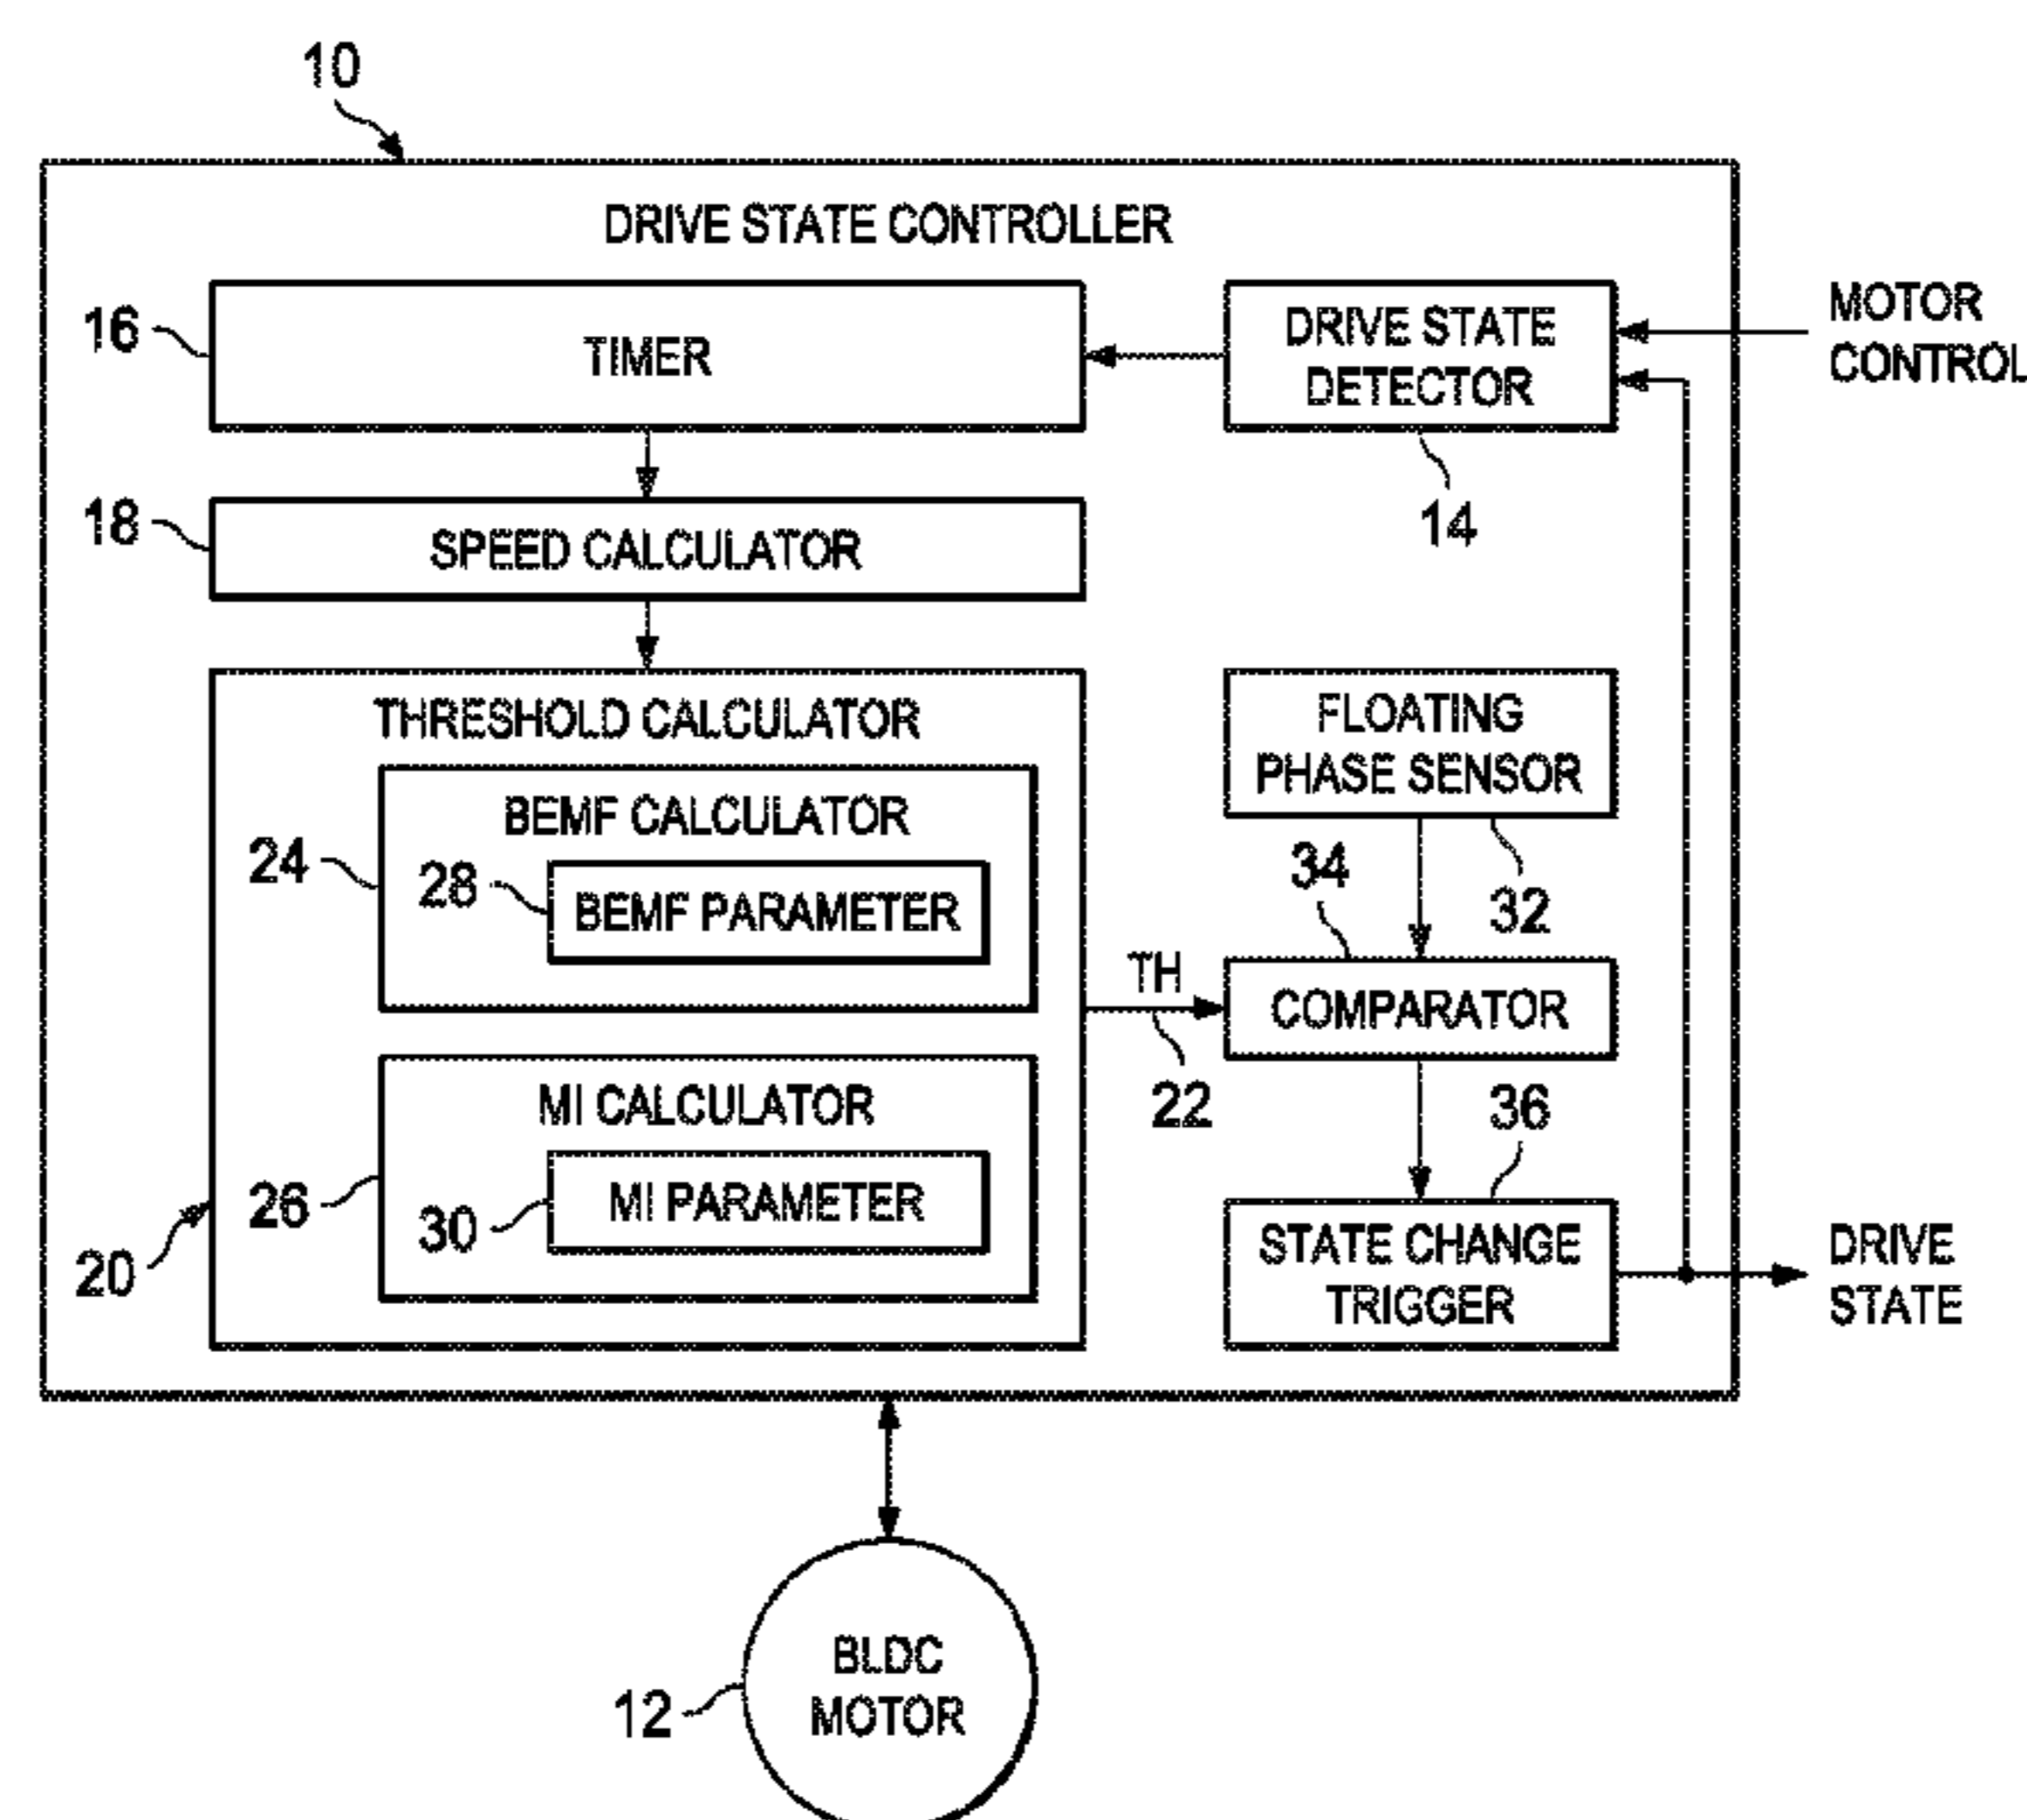 10
DRIVE STATE CONTROLLER
16
TIMER
DRIVE STATE
DETECTOR
MOTOR
CONTROL
14
18
SPEED CALCULATOR
THRESHOLD CALCULATOR
FLOATING
PHASE SENSOR
32
24
BEMF CALCULATOR
28
BEMF PARAMETER
34
TH
22
COMPARATOR
26
MI CALCULATOR
30
MI PARAMETER
20
36
STATE CHANGE
TRIGGER
DRIVE
STATE
12
BLDC
MOTOR